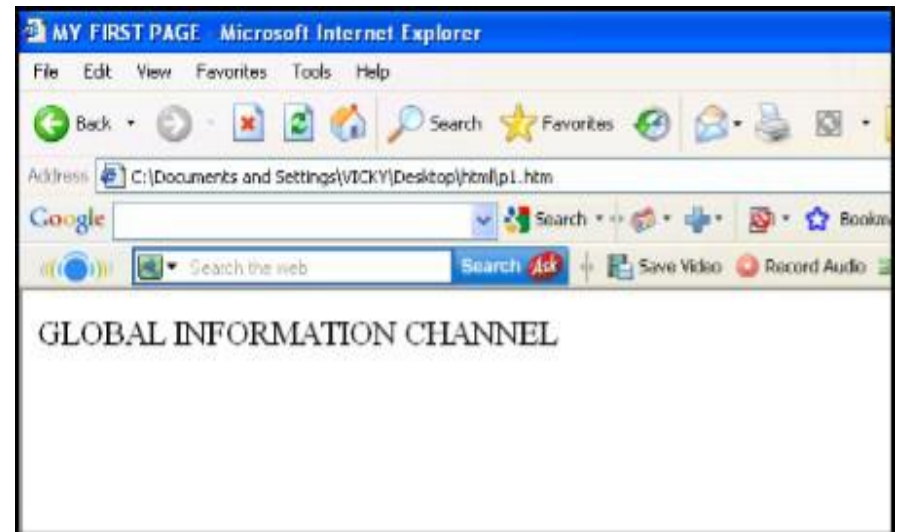 MY FIRST PAGE Microsoft Internet Explorer
File Edit View Favorites Tools Help
Back Search Favorites
Address C:\Documents and Settings\VICKY\Desktop\html\p1.htm
Google Search Bookm
Search the web Search Ask Save Video Record Audio
GLOBAL INFORMATION CHANNEL